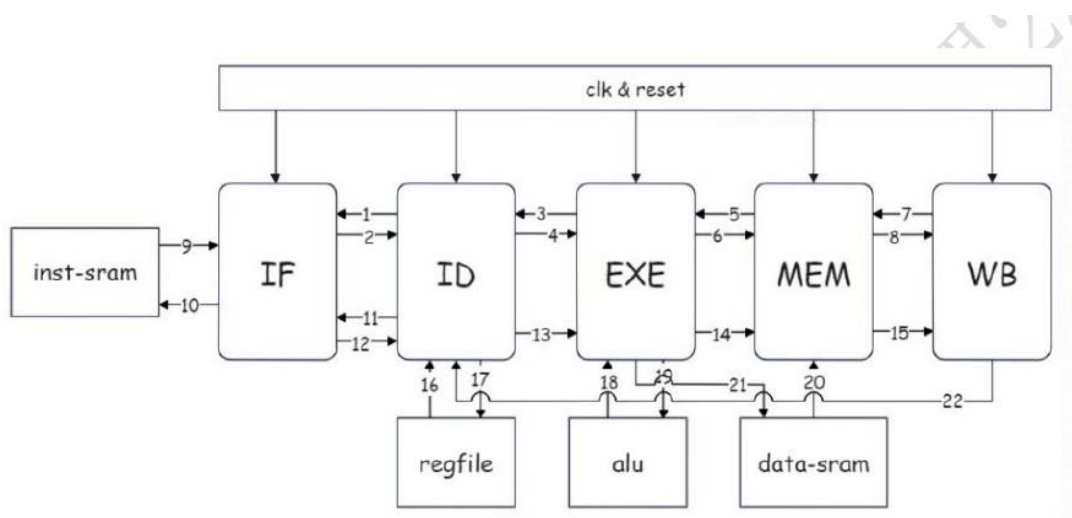 clk & reset
1 3 5 7
2 4 6 8
9
inst-sram IF ID EXE MEM WB
10
11
12 13 14 15
16 17 18 19 21 20
22
regfile alu data-sram